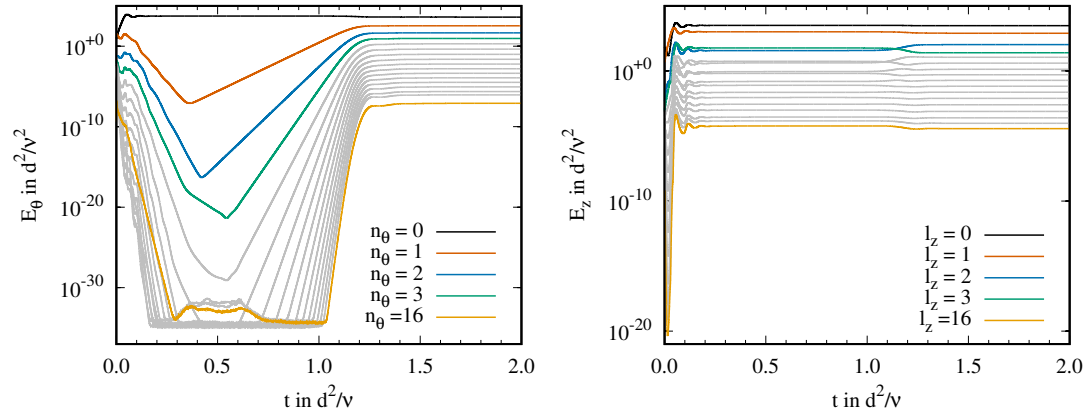 E_θ in d²/ν²
10⁺⁰
10⁻¹⁰
10⁻²⁰
10⁻³⁰
n_θ = 0
n_θ = 1
n_θ = 2
n_θ = 3
n_θ =16
0.0 0.5 1.0 1.5 2.0
t in d²/ν
E_z in d²/ν²
10⁺⁰
10⁻¹⁰
10⁻²⁰
l_z = 0
l_z = 1
l_z = 2
l_z = 3
l_z =16
0.0 0.5 1.0 1.5 2.0
t in d²/ν